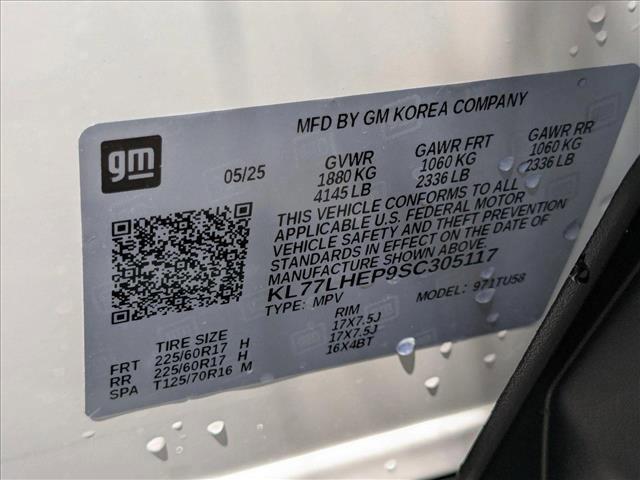 MFD BY GM KOREA COMPANY
gm
05/25
GVWR
1880 KG
4145 LB
GAWR FRT
1060 KG
2336 LB
GAWR RR
1060 KG
2336 LB
THIS VEHICLE CONFORMS TO ALL
APPLICABLE U.S. FEDERAL MOTOR
VEHICLE SAFETY AND THEFT PREVENTION
STANDARDS IN EFFECT ON THE DATE OF
MANUFACTURE SHOWN ABOVE.
KL77LHEP9SC305117
TYPE: MPV MODEL: 971TU58
TIRE SIZE RIM
FRT 225/60R17 H 17X7.5J
RR 225/60R17 H 17X7.5J
SPA T125/70R16 M 16X4BT